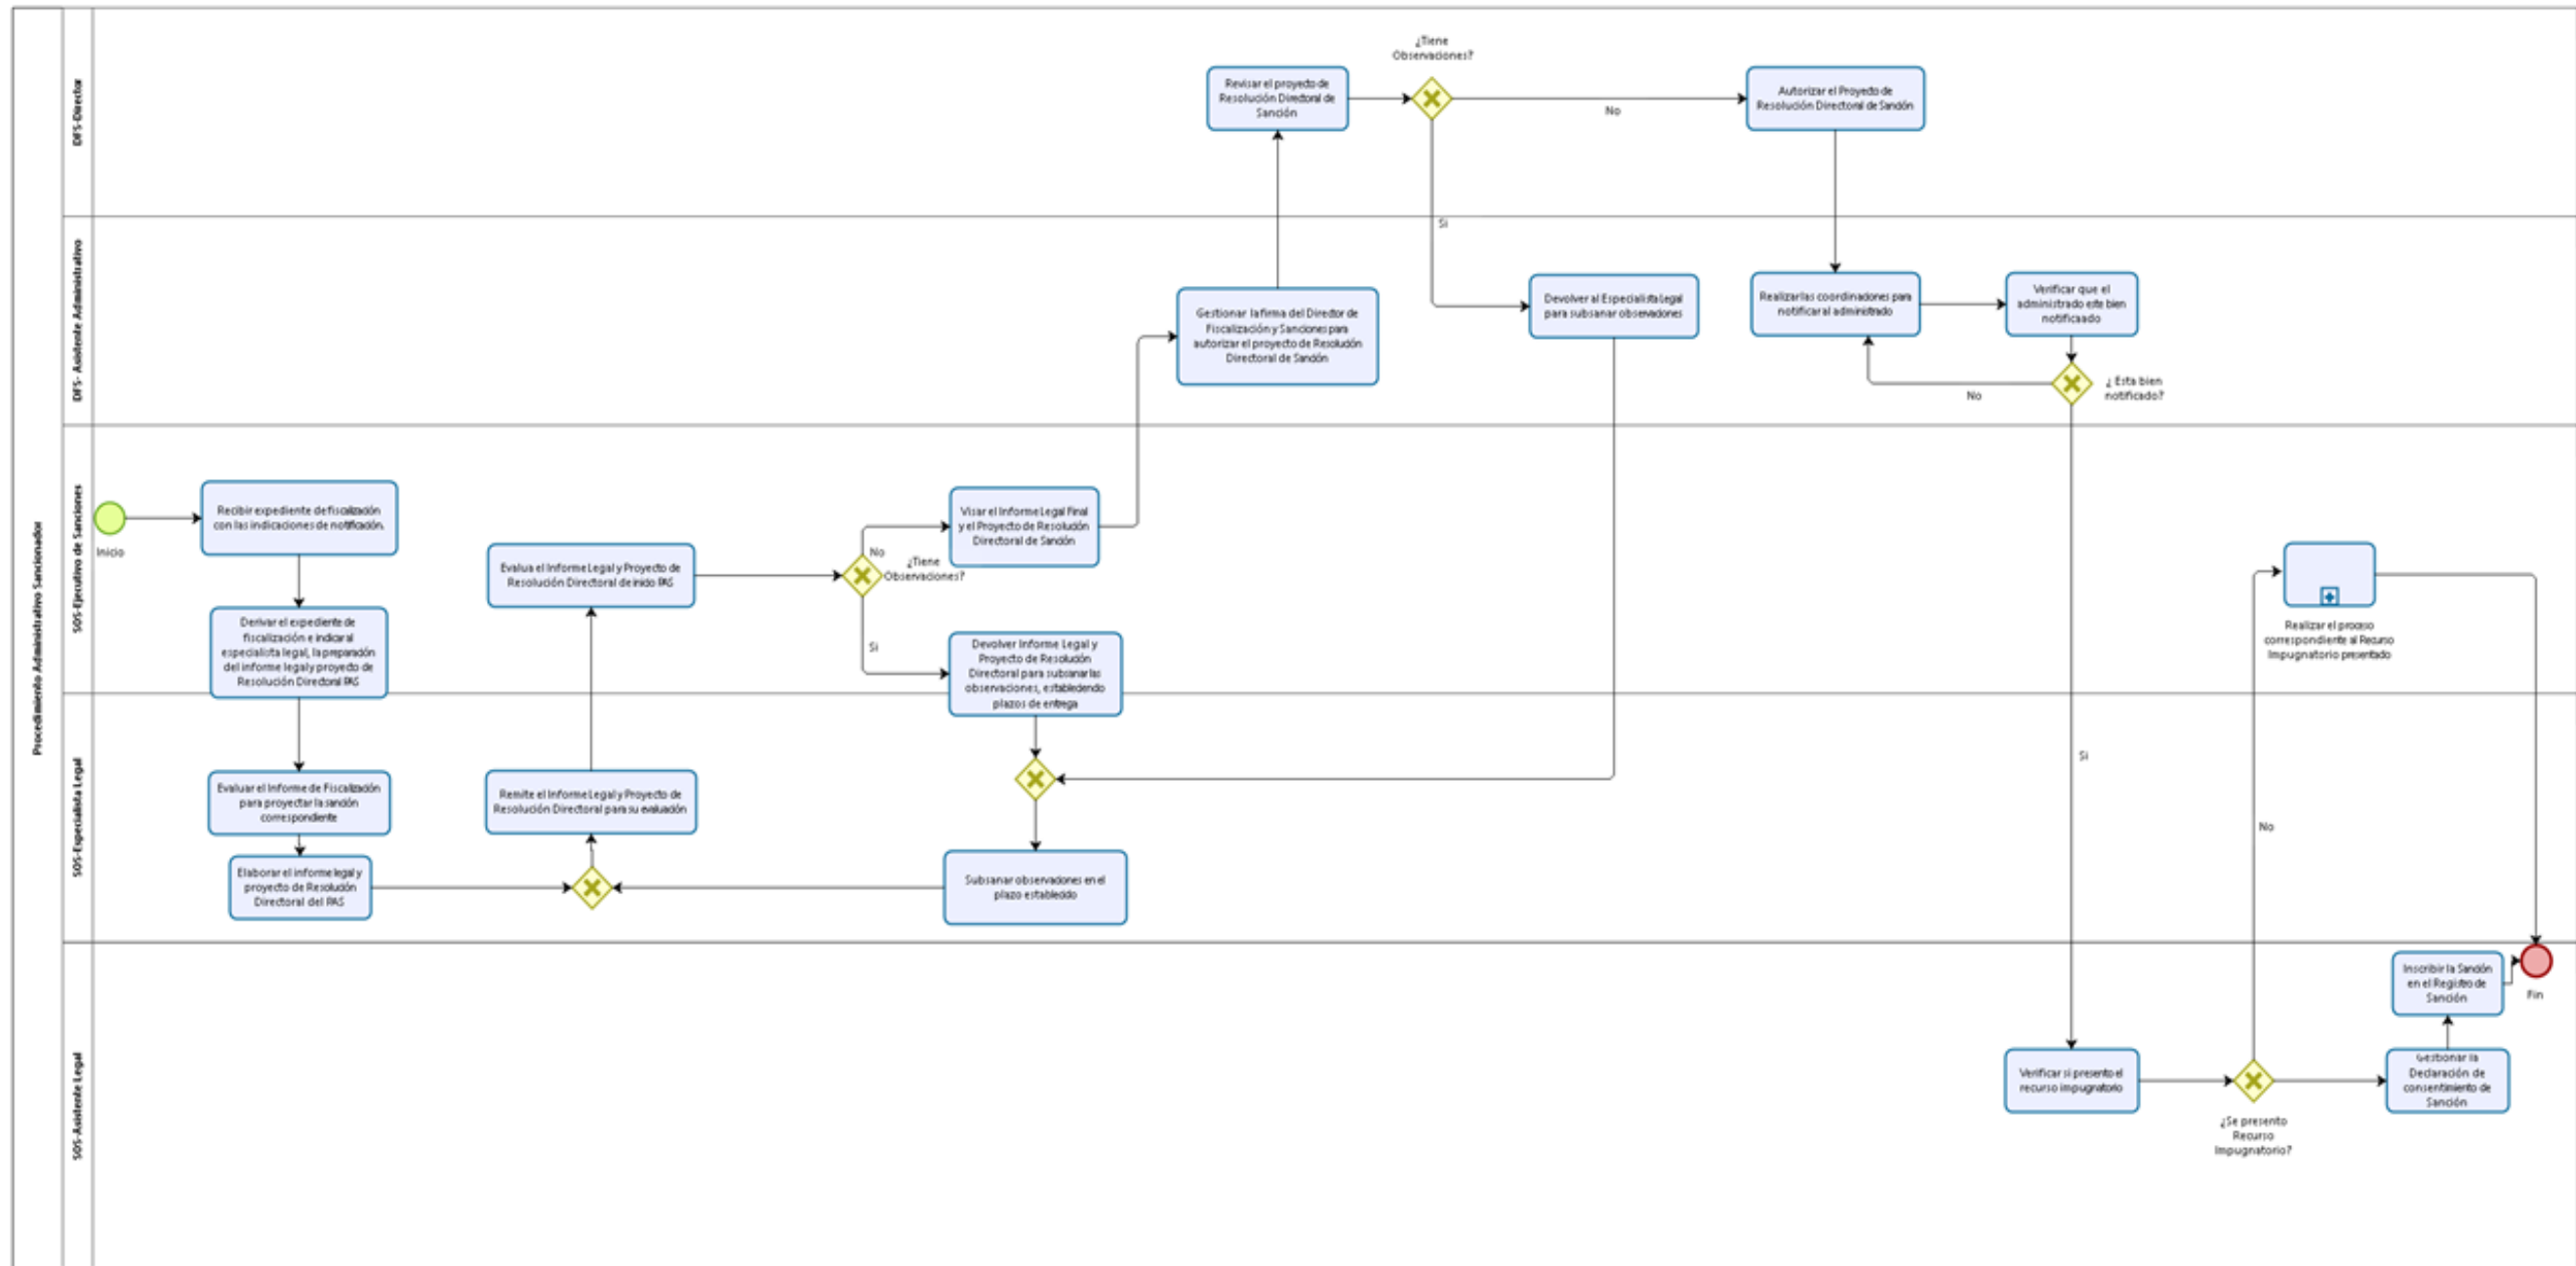 Procedimiento Administrativo Sancionador
DFS-Director
¿Tiene
Observaciones?
Revisar el proyecto de
Resolución Directoral de
Sanción
No
Autorizar el Proyecto de
Resolución Directoral de Sanción
Si
DFS- Asistente Administrativo
Gestionar la firma del Director de
Fiscalización y Sanciones para
autorizar el proyecto de Resolución
Directoral de Sanción
Devolver al Especialista Legal
para subsanar observaciones
Realizar las coordinaciones para
notificar al administrado
Verificar que el
administrado este bien
notificaado
¿ Esta bien
notificado?
No
SOS-Ejecutivo de Sanciones
Inicio
Recibir expediente de fiscalización
con las indicaciones de notificación.
Derivar el expediente de
fiscalización e indicar al
especialista legal, la preparación
del informe legal y proyecto de
Resolución Directoral PAS
Evalua el Informe Legal y Proyecto de
Resolución Directoral de inicio PAS
No
¿Tiene
Observaciones?
Si
Visar el Informe Legal Final
y el Proyecto de Resolución
Directoral de Sanción
Devolver Informe Legal y
Proyecto de Resolución
Directoral para subsanar las
observaciones, estableciendo
plazos de entrega
Realizar el proceso
correspondiente al Recurso
Impugnatorio presentado
SOS-Especialista Legal
Evaluar el Informe de Fiscalización
para proyectar la sanción
correspondiente
Elaborar el informe legal y
proyecto de Resolución
Directoral del PAS
Remite el Informe Legal y Proyecto de
Resolución Directoral para su evaluación
Subsanar observaciones en el
plazo establecido
Si
No
SOS-Asistente Legal
Verificar si presento el
recurso impugnatorio
¿Se presento
Recurso
Impugnatorio?
Gestionar la
Declaración de
consentimiento de
Sanción
Inscribir la Sanción
en el Registro de
Sanción
Fin